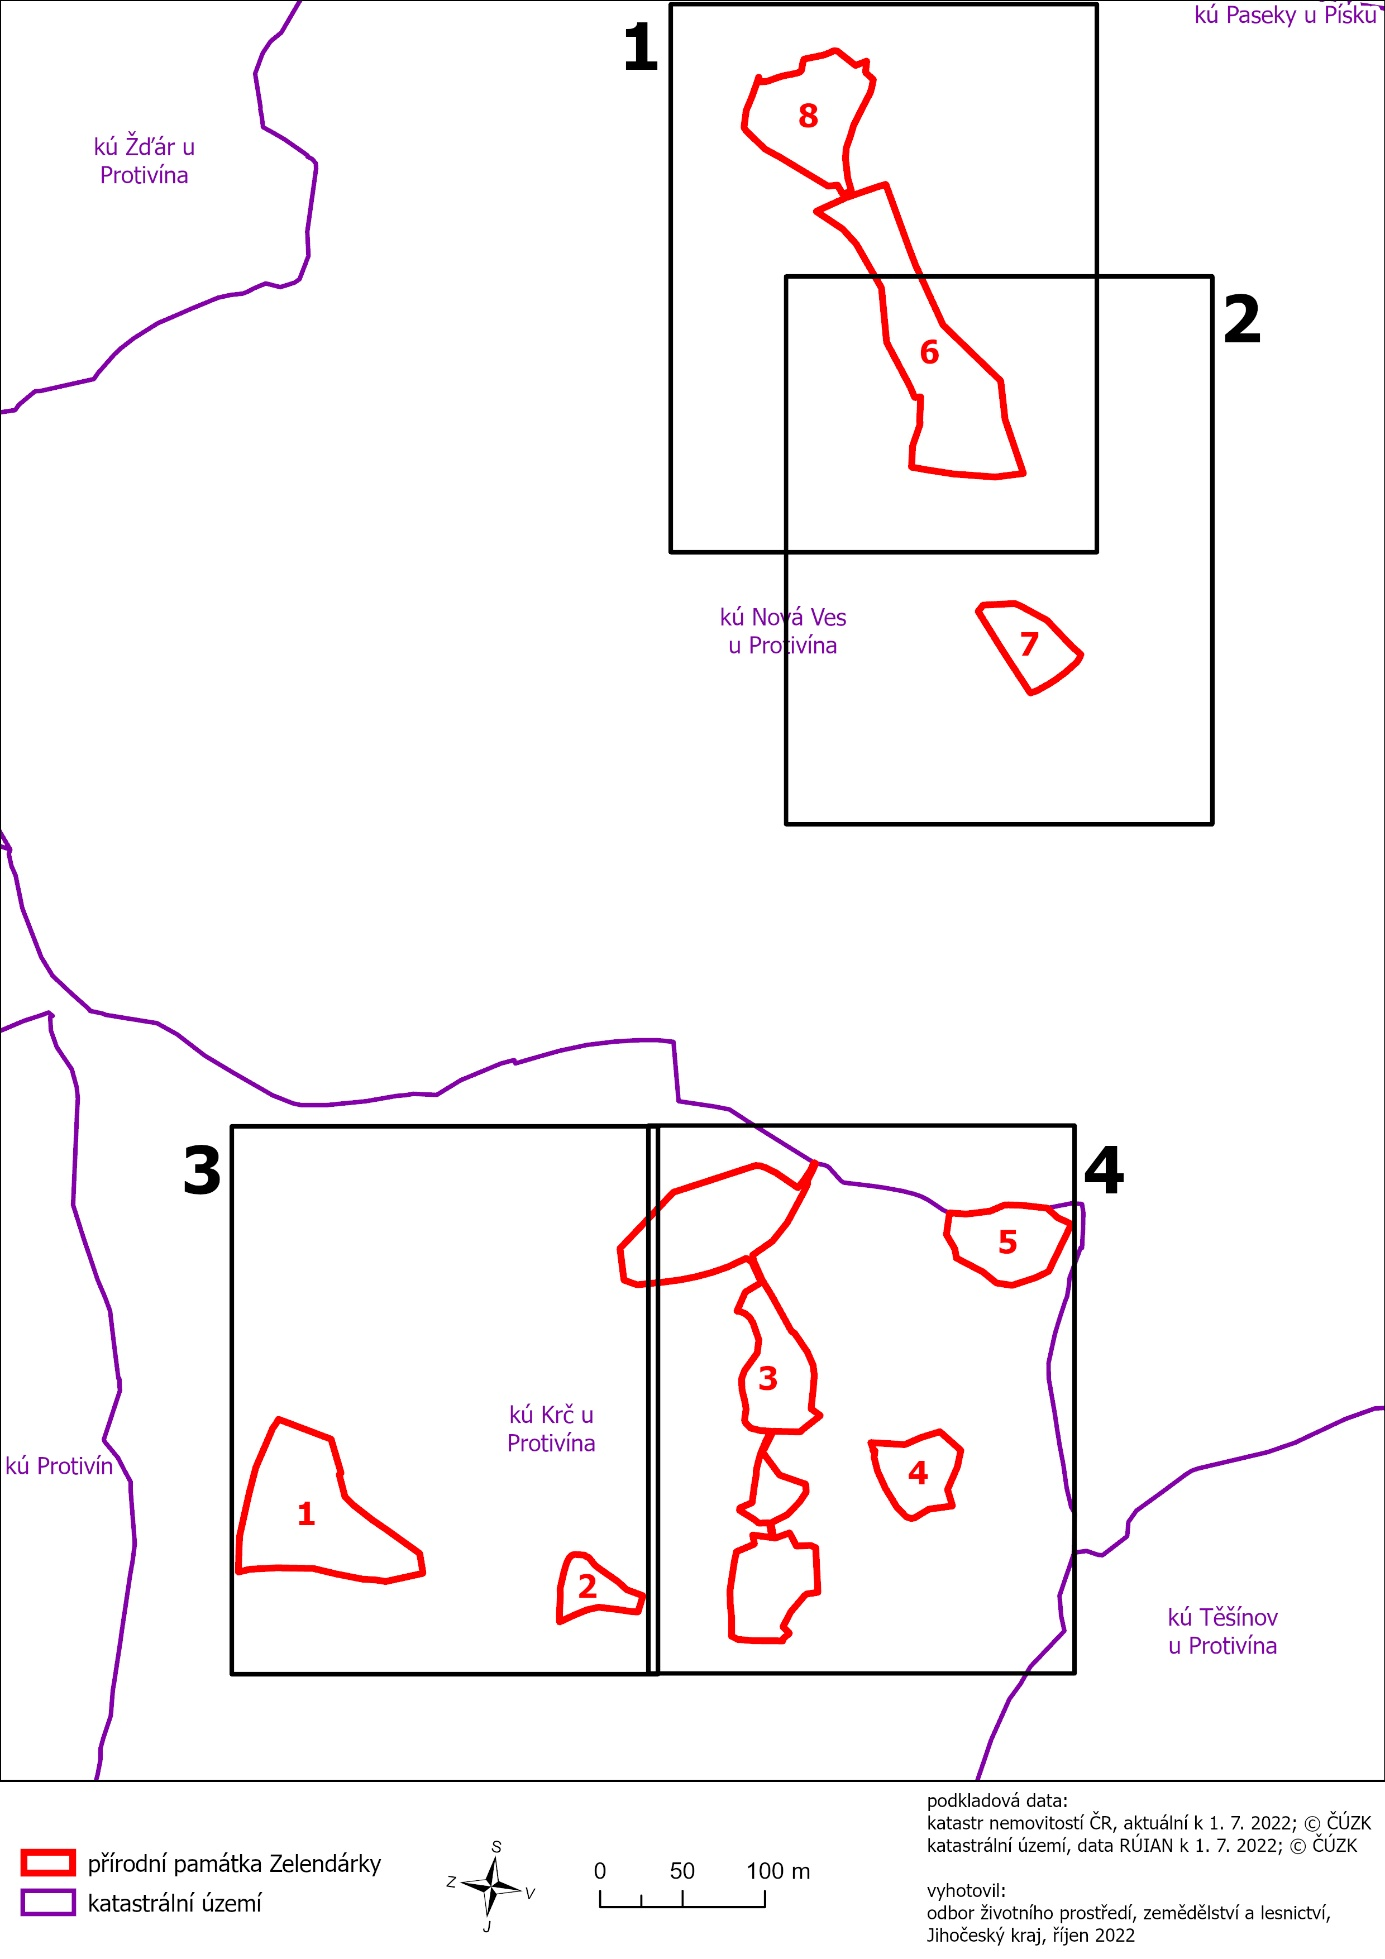 kú Paseky u Písku
1
8
kú Žďár u
Protivína
2
6
kú Nová Ves
u Protivína
7
3
4
5
3
kú Krč u
Protivína
kú Protivín
4
1
2
kú Těšínov
u Protivína
podkladová data:
katastr nemovitostí ČR, aktuální k 1. 7. 2022; © ČÚZK
katastrální území, data RÚIAN k 1. 7. 2022; © ČÚZK
přírodní památka Zelendárky
katastrální území
S
Z
V
J
0 50 100 m
vyhotovil:
odbor životního prostředí, zemědělství a lesnictví,
Jihočeský kraj, říjen 2022